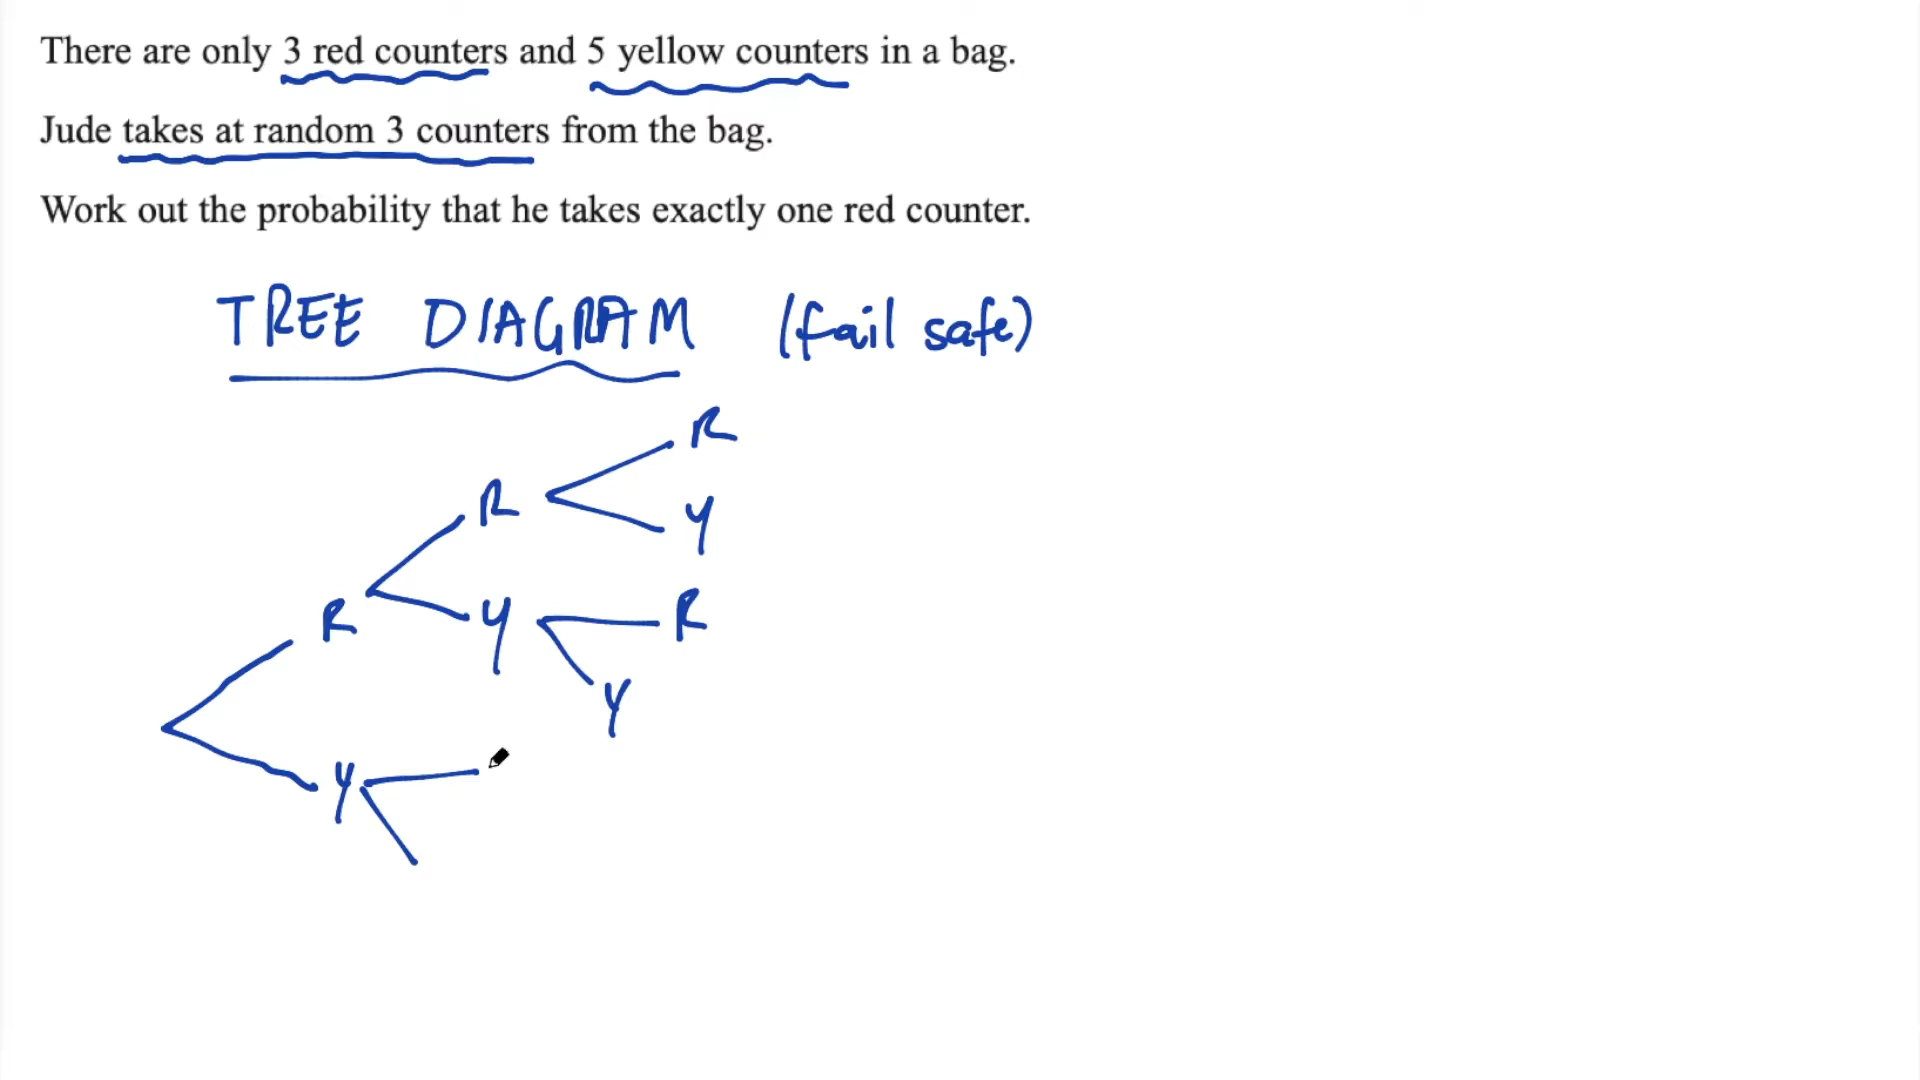 There are only 3 red counters and 5 yellow counters in a bag.
Jude takes at random 3 counters from the bag.
Work out the probability that he takes exactly one red counter.
TREE DIAGRAM (fail safe)
R
R
Y
R
Y
R
Y
Y